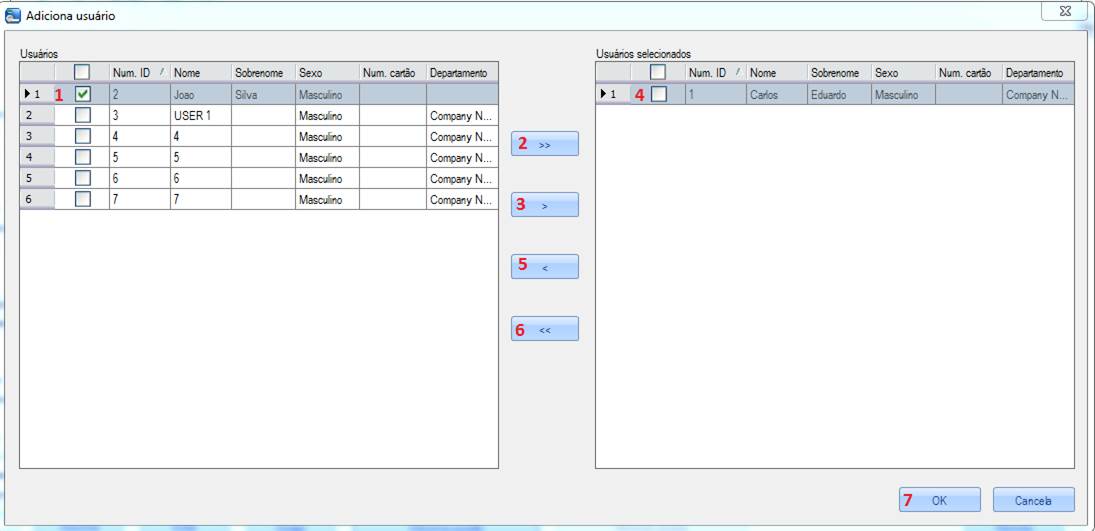 Adiciona usuário
Usuários
Usuários selecionados
Num. ID / Nome Sobrenome Sexo Num. cartão Departamento
Num. ID / Nome Sobrenome Sexo Num. cartão Departamento
1 1 2 Joao Silva Masculino
1 4 1 Carlos Eduardo Masculino Company N...
2 3 USER 1 Masculino Company N...
3 4 4 Masculino Company N...
4 5 5 Masculino Company N...
5 6 6 Masculino Company N...
6 7 7 Masculino Company N...
2 >>
3 >
5 <
6 <<
7 OK
Cancela